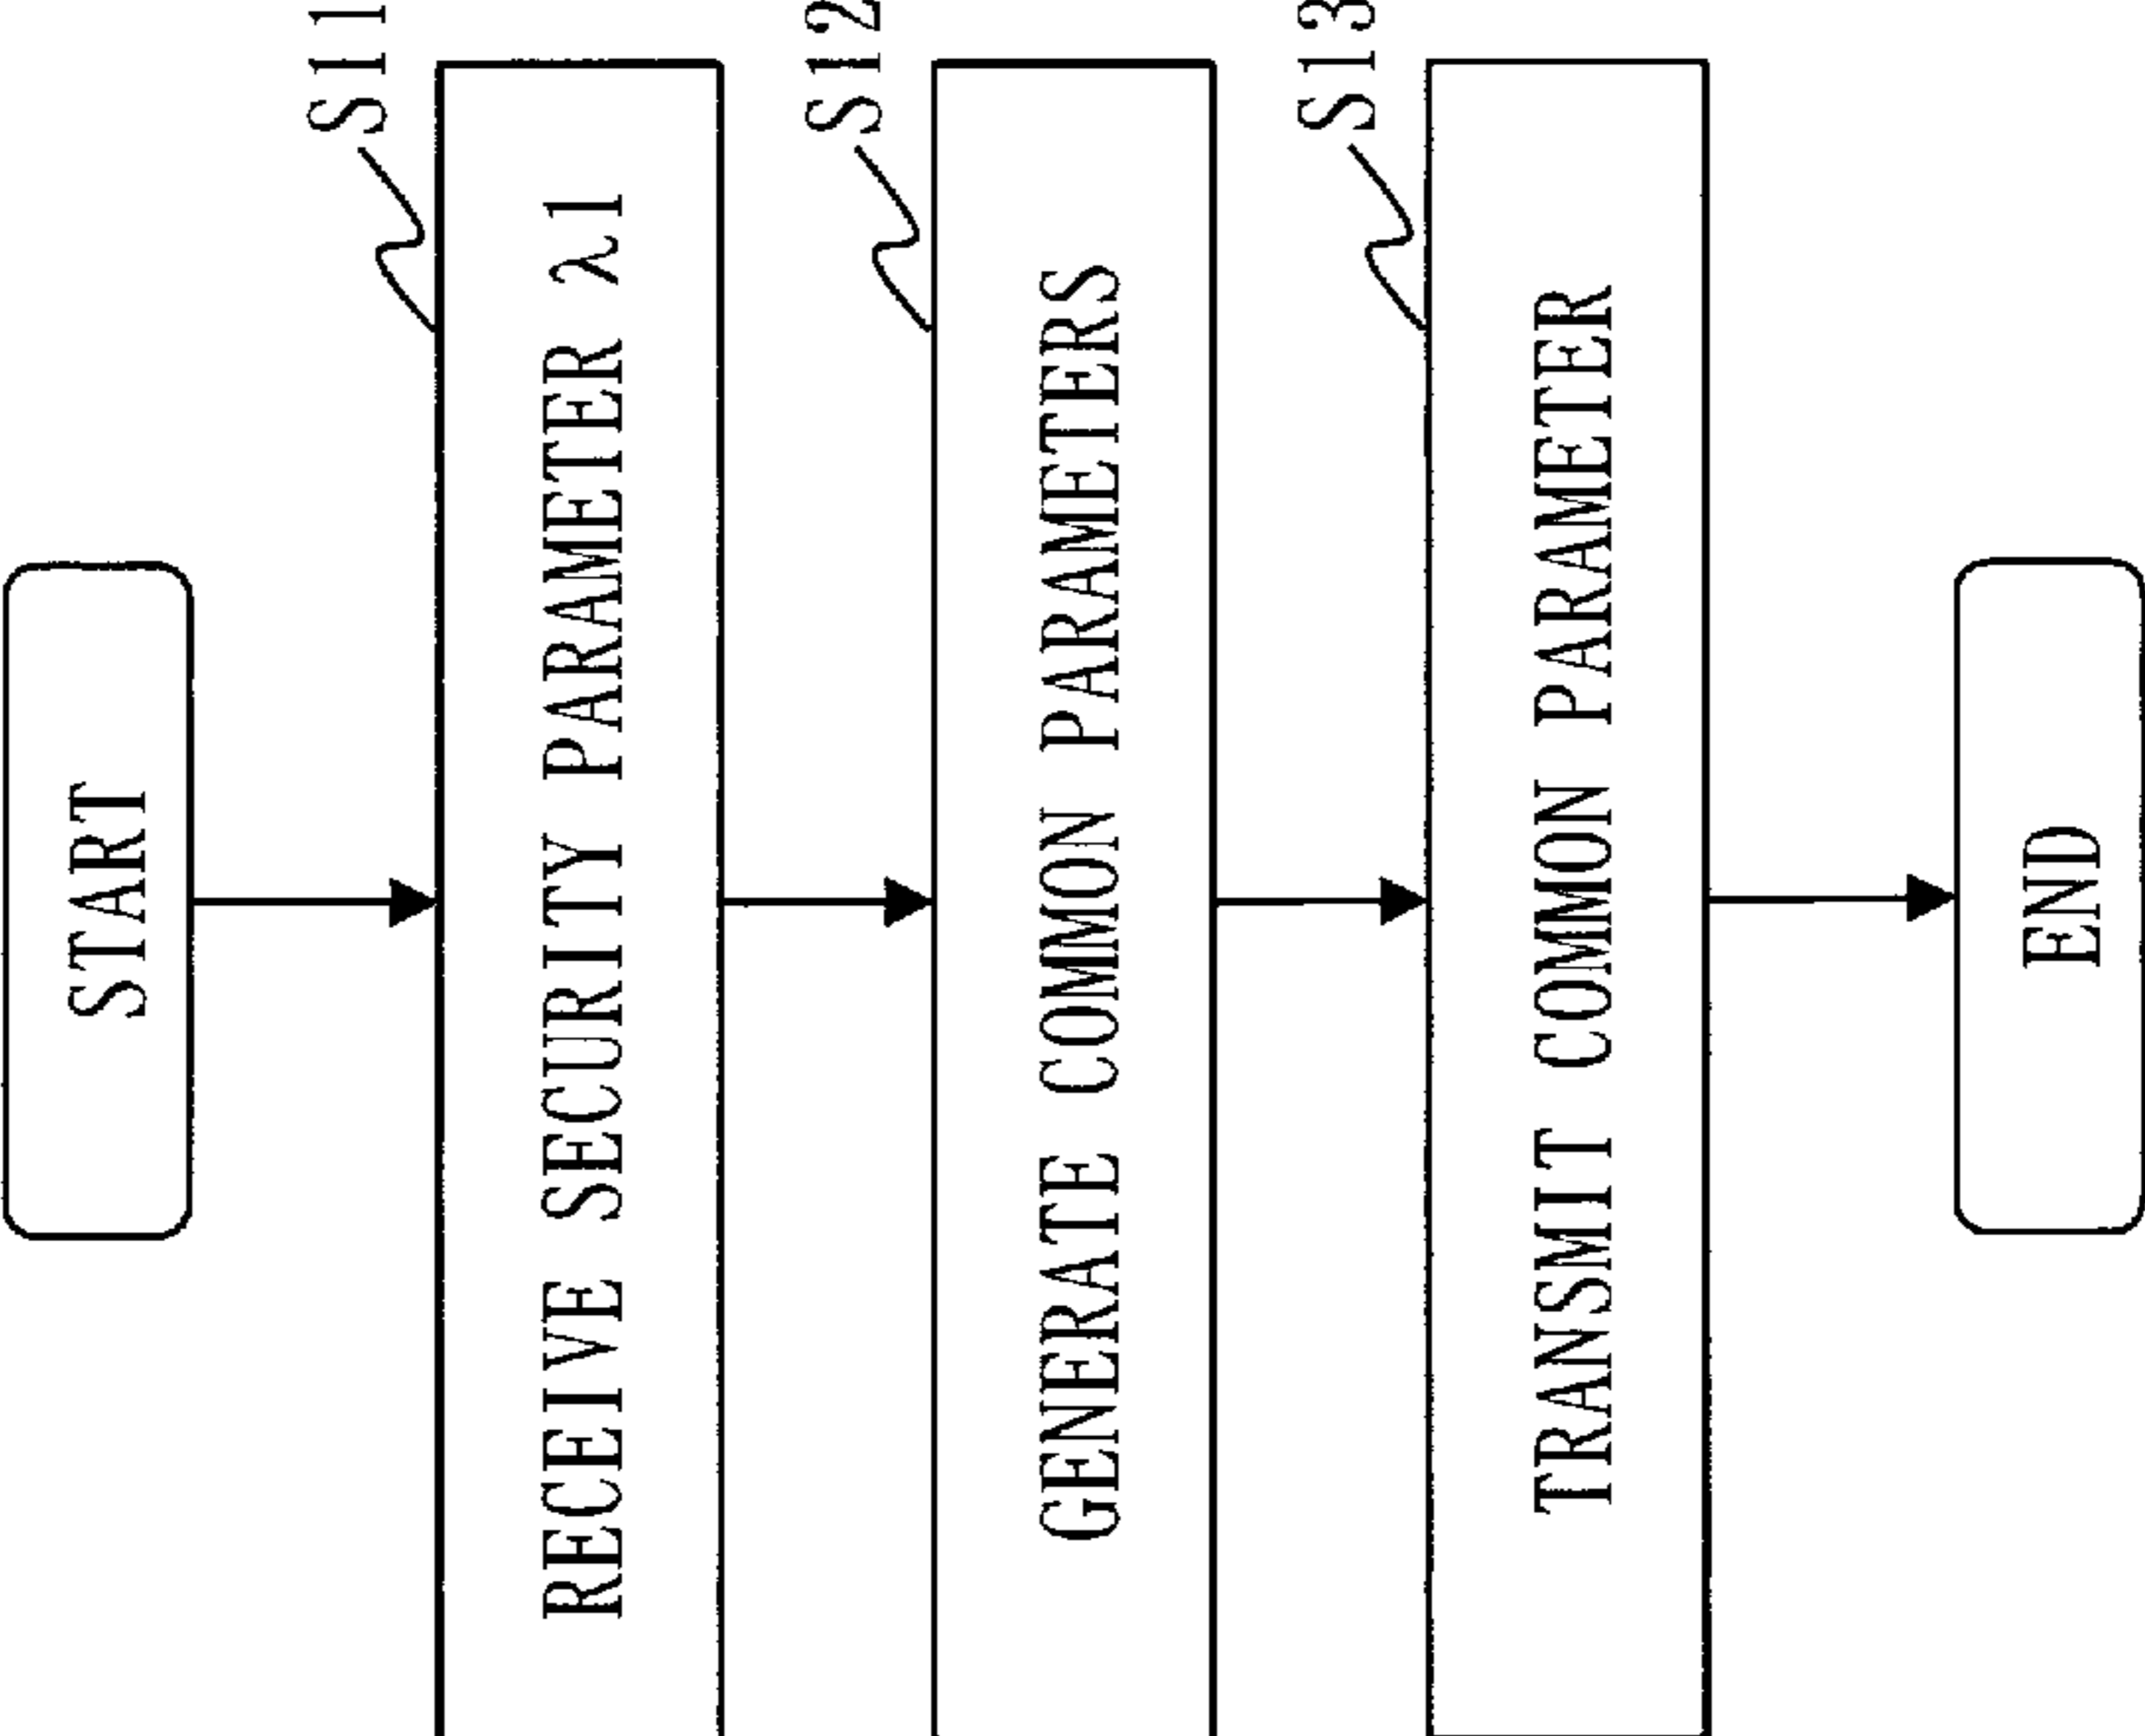 START
S11
RECEIVE SECURITY PARAMETER λ1
S12
GENERATE COMMON PARAMETERS
S13
TRANSMIT COMMON PARAMETER
END